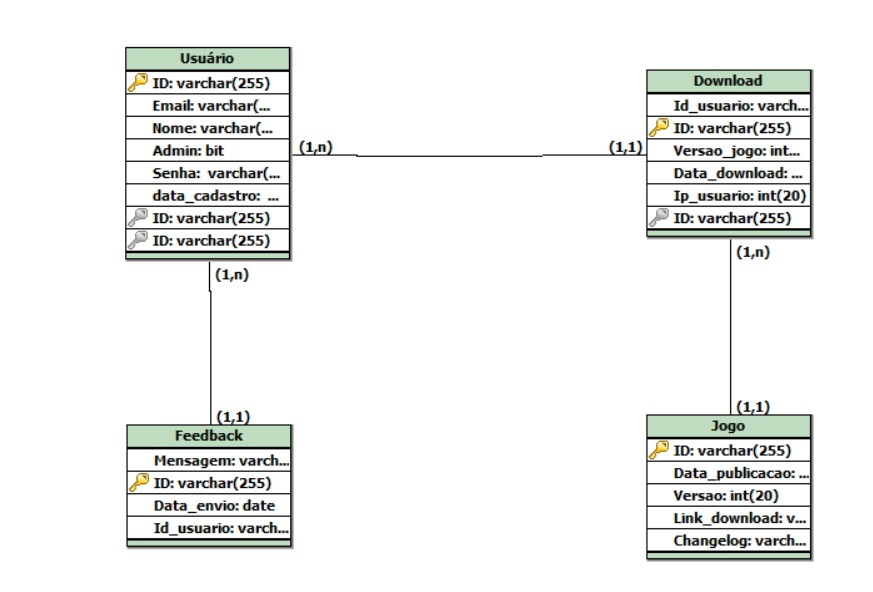 Usuário
ID: varchar(255)
Email: varchar(...
Nome: varchar(...
Admin: bit
Senha: varchar(...
data_cadastro: ...
ID: varchar(255)
ID: varchar(255)
(1,n)
(1,1)
Download
Id_usuario: varch...
ID: varchar(255)
Versao_jogo: int...
Data_download: ...
Ip_usuario: int(20)
ID: varchar(255)
(1,n)
(1,1)
Feedback
Mensagem: varch...
ID: varchar(255)
Data_envio: date
Id_usuario: varch...
(1,n)
(1,1)
Jogo
ID: varchar(255)
Data_publicacao: ...
Versao: int(20)
Link_download: v...
Changelog: varch...